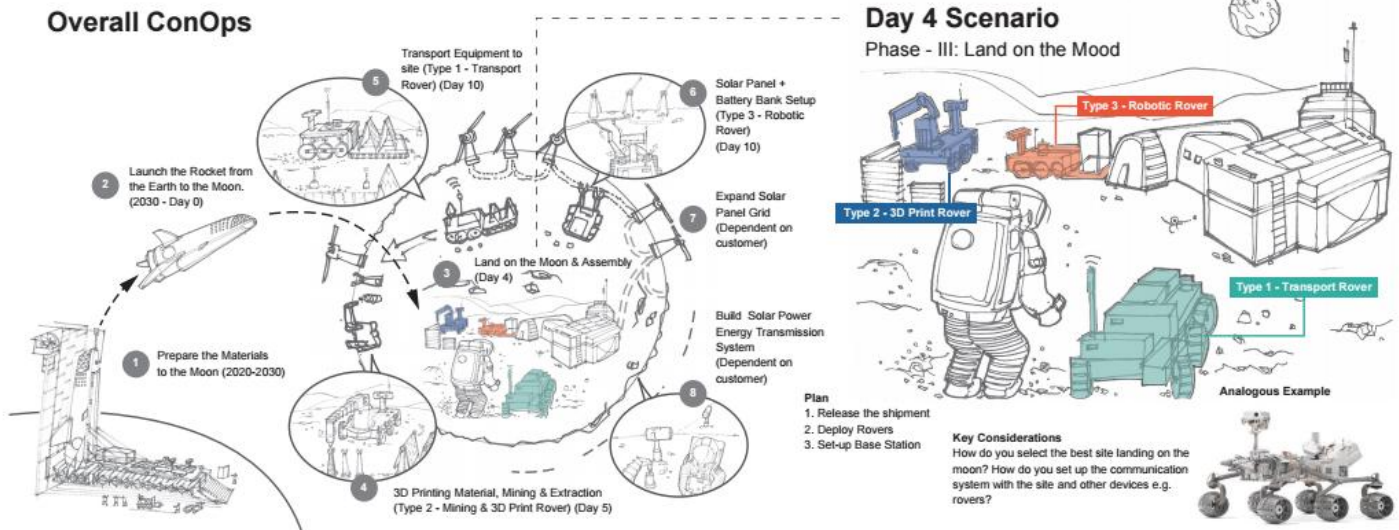 Overall ConOps
Transport Equipment to
site (Type 1 - Transport
Rover) (Day 10)
5
Solar Panel +
Battery Bank Setup
(Type 3 - Robotic
Rover)
(Day 10)
6
2
Launch the Rocket from
the Earth to the Moon.
(2030 - Day 0)
Expand Solar
Panel Grid
(Dependent on
customer)
7
3
Land on the Moon & Assembly
(Day 4)
Build Solar Power
Energy Transmission
System
(Dependent on
customer)
8
1
Prepare the Materials
to the Moon (2020-2030)
4
3D Printing Material, Mining & Extraction
(Type 2 - Mining & 3D Print Rover) (Day 5)
Day 4 Scenario
Phase - III: Land on the Mood
Type 3 - Robotic Rover
Type 2 - 3D Print Rover
Type 1 - Transport Rover
Plan
1. Release the shipment
2. Deploy Rovers
3. Set-up Base Station
Key Considerations
How do you select the best site landing on the
moon? How do you set up the communication
system with the site and other devices e.g.
rovers?
Analogous Example